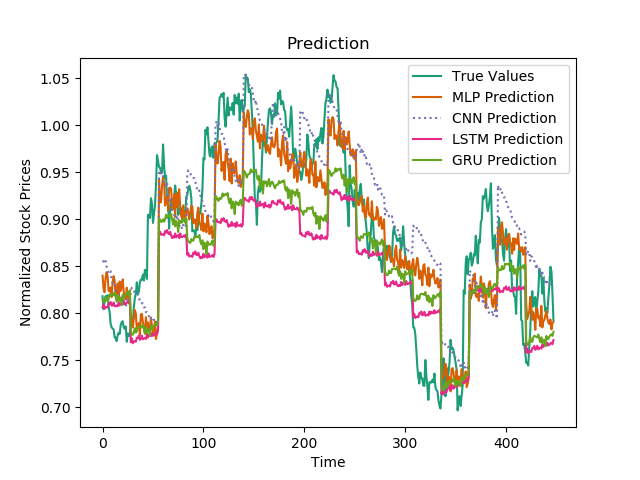 Prediction
True Values
MLP Prediction
CNN Prediction
LSTM Prediction
GRU Prediction
Normalized Stock Prices
1.05
1.00
0.95
0.90
0.85
0.80
0.75
0.70
0
100
200
300
400
Time